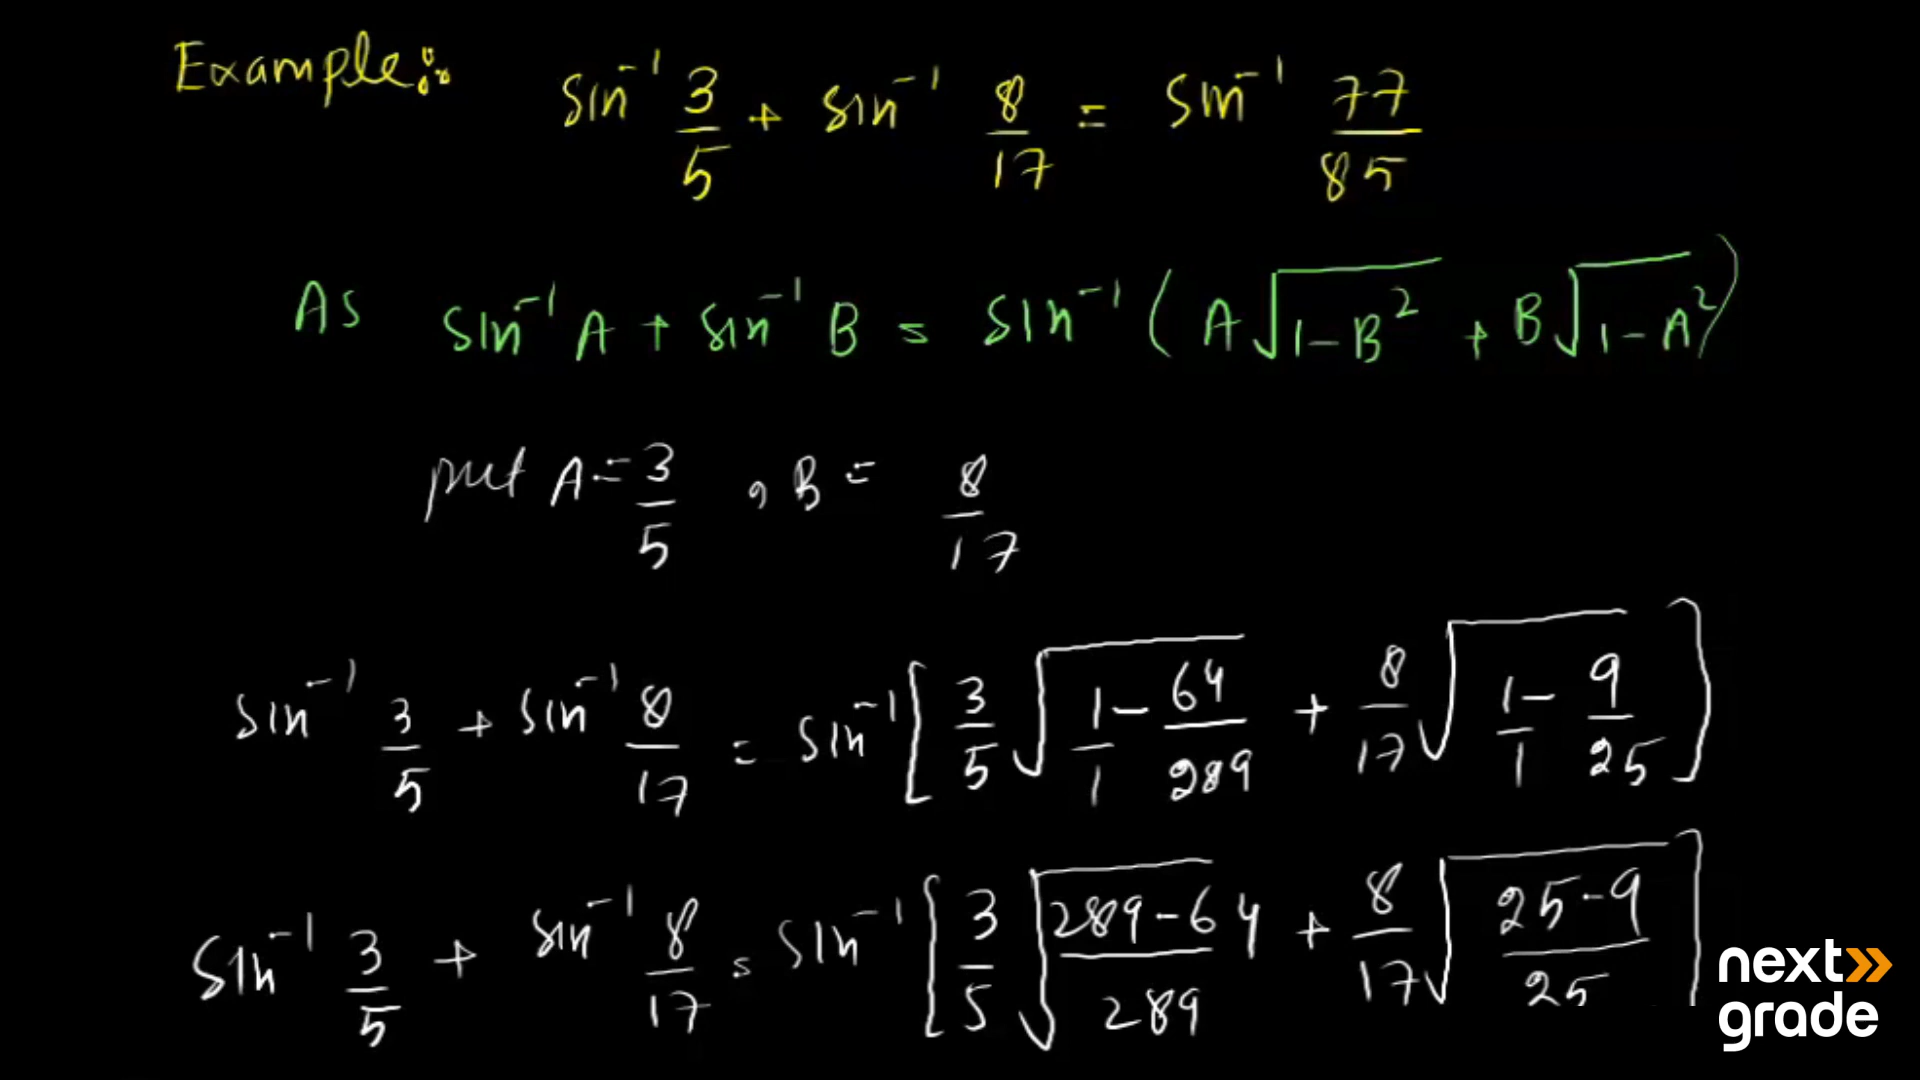 Example:
sin⁻¹ 3/5 + sin⁻¹ 8/17 = sin⁻¹ 77/85
As sin⁻¹ A + sin⁻¹ B = sin⁻¹ (A√(1-B²) + B√(1-A²))
put A = 3/5 , B = 8/17
sin⁻¹ 3/5 + sin⁻¹ 8/17 = sin⁻¹ [3/5 √(1/1 - 64/289) + 8/17 √(1/1 - 9/25)]
sin⁻¹ 3/5 + sin⁻¹ 8/17 = sin⁻¹ [3/5 √((289-64)/289) + 8/17 √((25-9)/25)]
next
grade